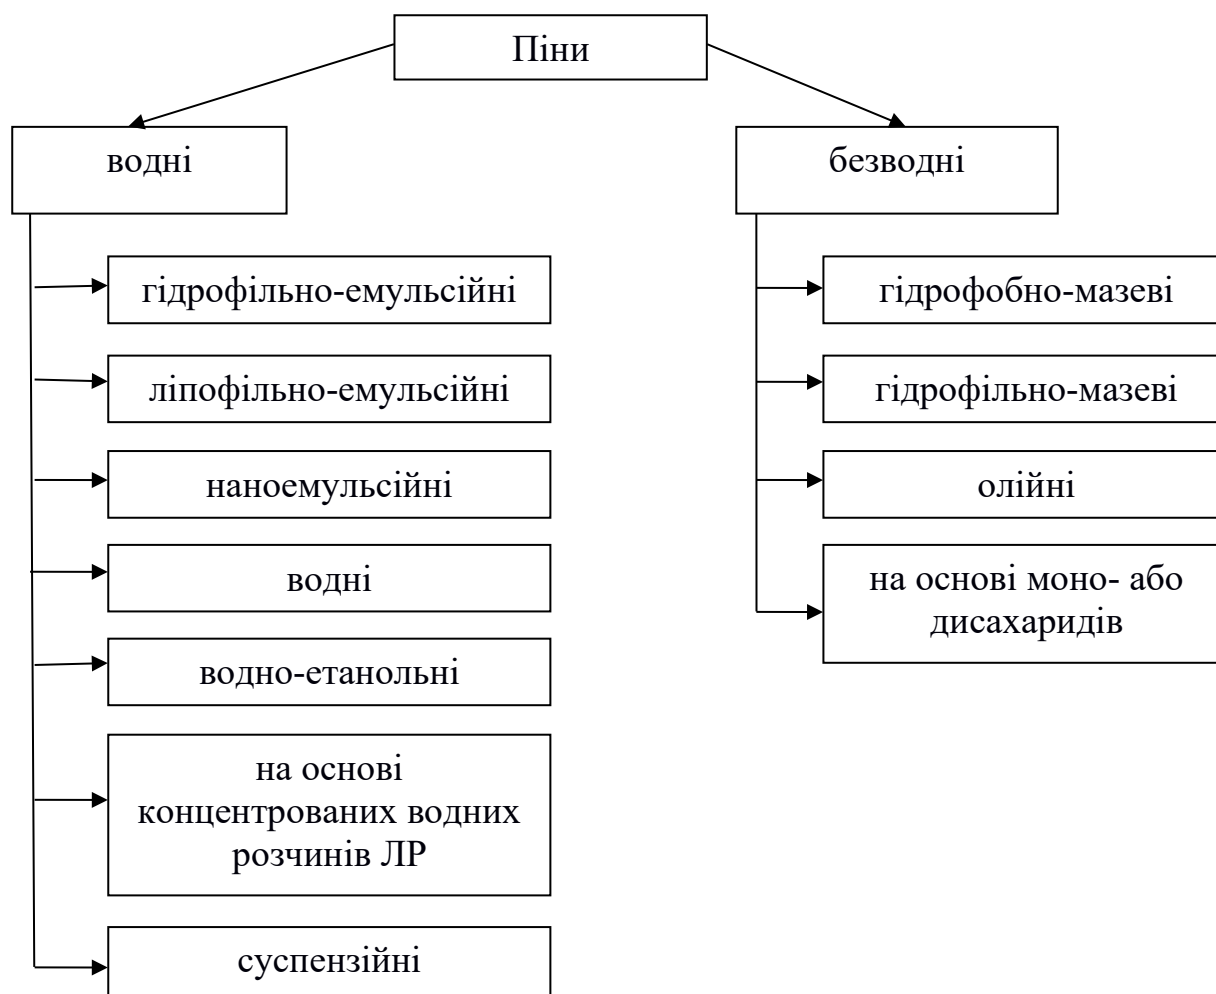 Піни
водні
безводні
гідрофільно-емульсійні
ліпофільно-емульсійні
наноемульсійні
водні
водно-етанольні
на основі
концентрованих водних
розчинів ЛР
суспензійні
гідрофобно-мазеві
гідрофільно-мазеві
олійні
на основі моно- або
дисахаридів